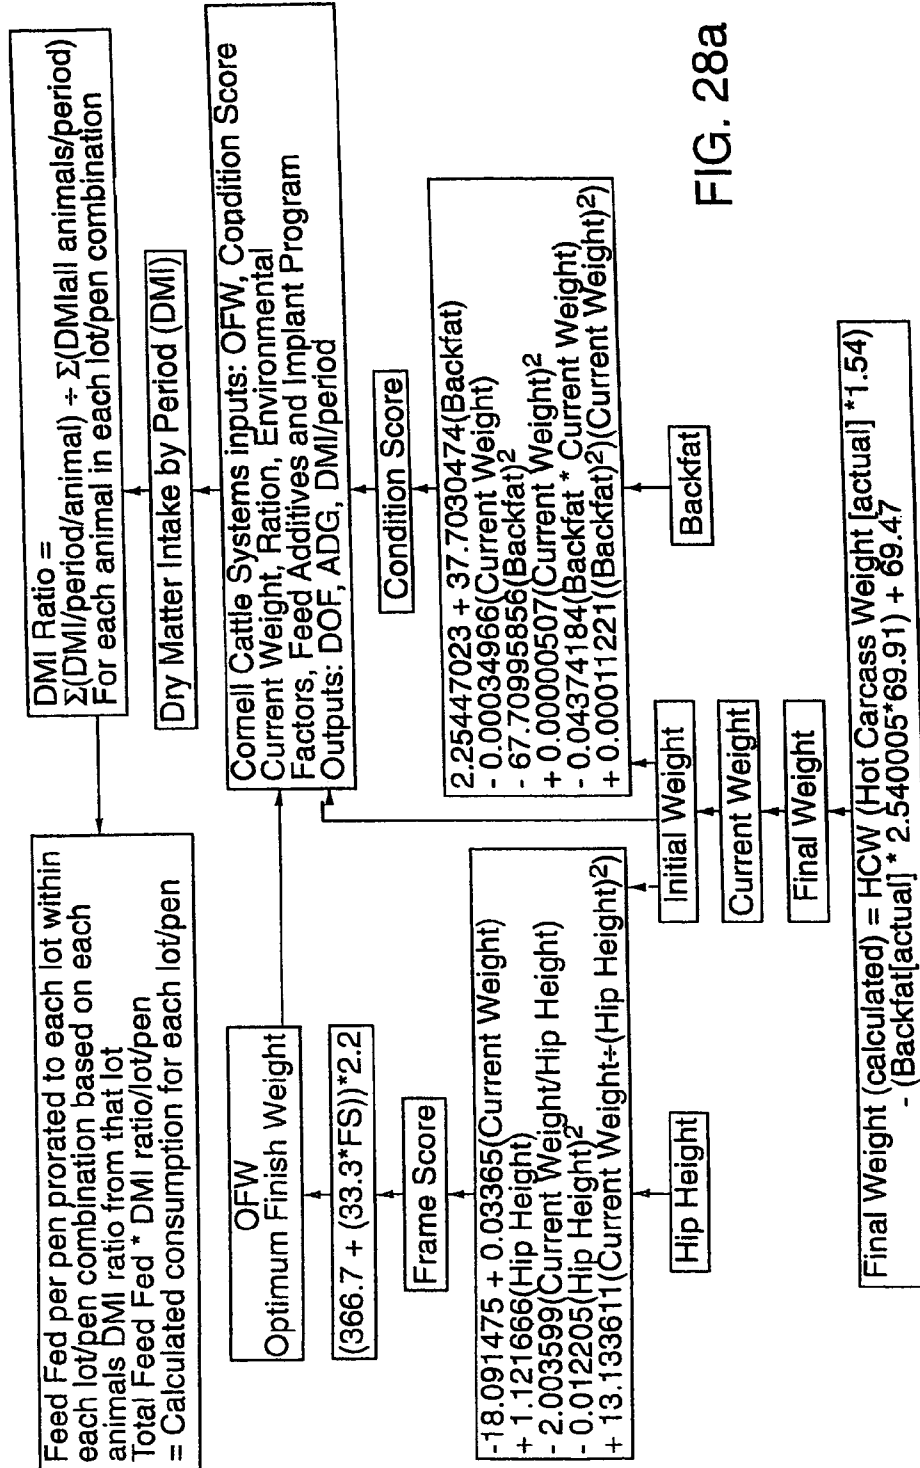 Feed Fed per pen prorated to each lot within
each lot/pen combination based on each
animals DMI ratio from that lot
Total Feed Fed * DMI ratio/lot/pen
= Calculated consumption for each lot/pen
DMI Ratio =
Σ(DMI/period/animal) ÷ Σ(DMIall animals/period)
For each animal in each lot/pen combination
Dry Matter Intake by Period (DMI)
OFW
Optimum Finish Weight
Cornell Cattle Systems inputs: OFW, Condition Score
Current Weight, Ration, Environmental
Factors, Feed Additives and Implant Program
Outputs: DOF, ADG, DMI/period
(366.7 + (33.3*FS))*2.2
Frame Score
Condition Score
-18.091475 + 0.03365(Current Weight)
+ 1.121666(Hip Height)
- 2.003599(Current Weight/Hip Height)
- 0.012205(Hip Height)2
+ 13.133611(Current Weight÷(Hip Height)2)
2.25447023 + 37.7030474(Backfat)
- 0.00034966(Current Weight)
- 67.70995856(Backfat)2
+ 0.00000507(Current Weight)2
- 0.04374184(Backfat * Current Weight)
+ 0.00011221((Backfat)2)(Current Weight)2)
Hip Height
Initial Weight
Backfat
Current Weight
Final Weight
Final Weight (calculated) = HCW (Hot Carcass Weight [actual] *1.54)
- (Backfat[actual] * 2.540005*69.91) + 69.47
FIG. 28a